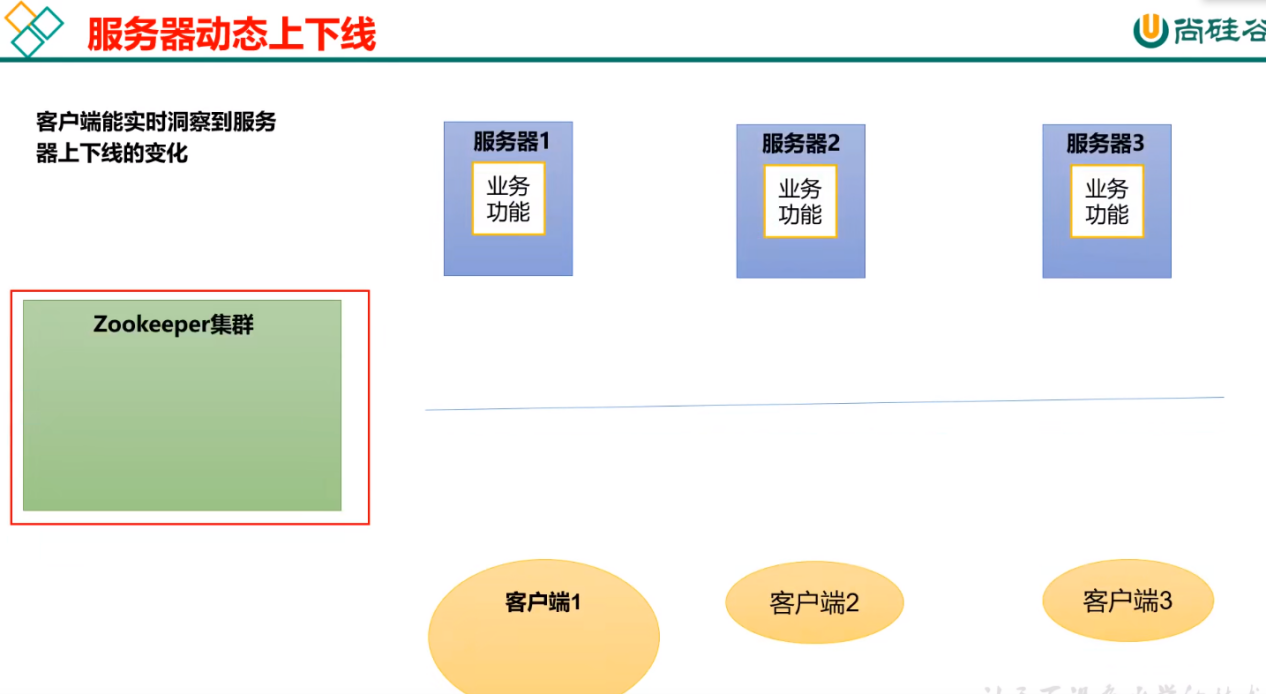 服务器动态上下线
尚硅谷
客户端能实时洞察到服务
器上下线的变化
服务器1
业务
功能
服务器2
业务
功能
服务器3
业务
功能
Zookeeper集群
客户端1
客户端2
客户端3